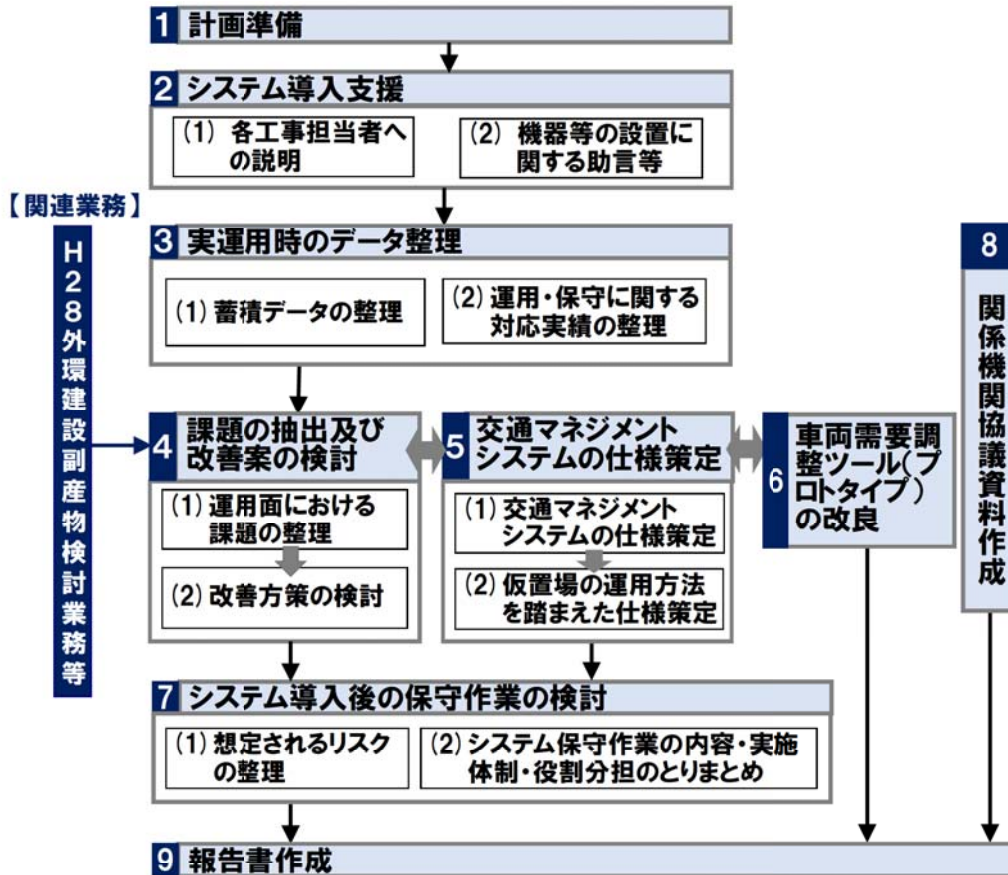 1 計画準備
2 システム導入支援
(1) 各工事担当者へ
の説明
(2) 機器等の設置に
関する助言等
【関連業務】
H28外環建設副産物検討業務等
3 実運用時のデータ整理
(1) 蓄積データの整理
(2) 運用・保守に関する
対応実績の整理
4 課題の抽出及び
改善案の検討
(1) 運用面における
課題の整理
(2) 改善方策の検討
5 交通マネジメント
システムの仕様策定
(1) 交通マネジメント
システムの仕様策定
(2) 仮置場の運用方法
を踏まえた仕様策定
6 車両需要調
整ツール(プ
ロトタイプ)
の改良
7 システム導入後の保守作業の検討
(1) 想定されるリスク
の整理
(2) システム保守作業の内容・実施
体制・役割分担のとりまとめ
8 関係機関協議資料作成
9 報告書作成